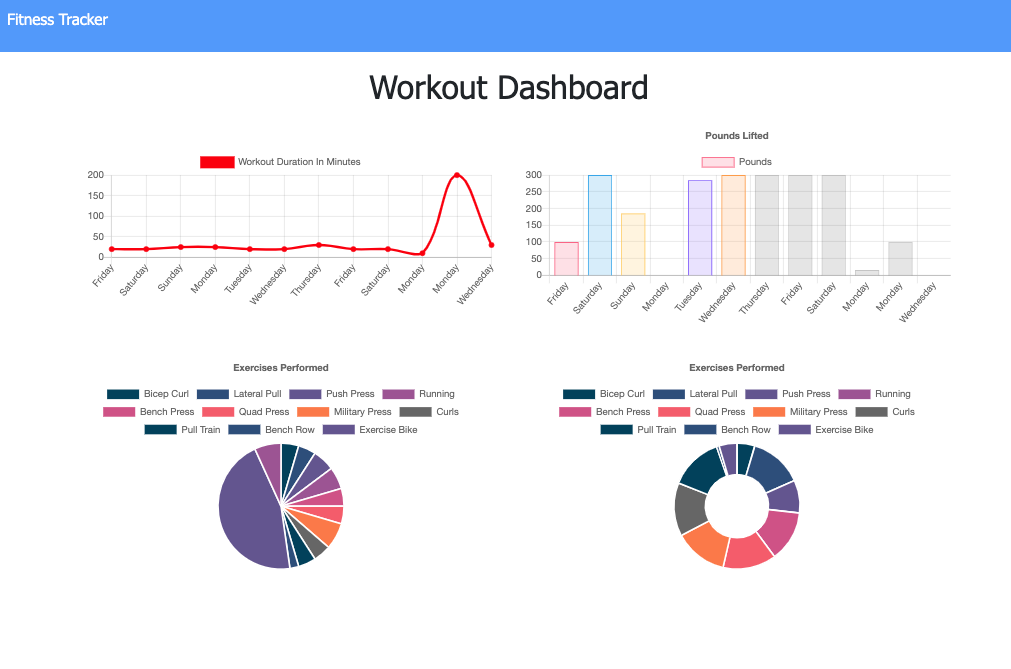 Fitness Tracker
Workout Dashboard
Workout Duration In Minutes
200
150
100
50
0
Friday Saturday Sunday Monday Tuesday Wednesday Thursday Friday Saturday Monday Monday Wednesday
Pounds Lifted
Pounds
300
250
200
150
100
50
0
Friday Saturday Sunday Monday Tuesday Wednesday Thursday Friday Saturday Monday Monday Wednesday
Exercises Performed
Bicep Curl Lateral Pull Push Press Running
Bench Press Quad Press Military Press Curls
Pull Train Bench Row Exercise Bike
Exercises Performed
Bicep Curl Lateral Pull Push Press Running
Bench Press Quad Press Military Press Curls
Pull Train Bench Row Exercise Bike